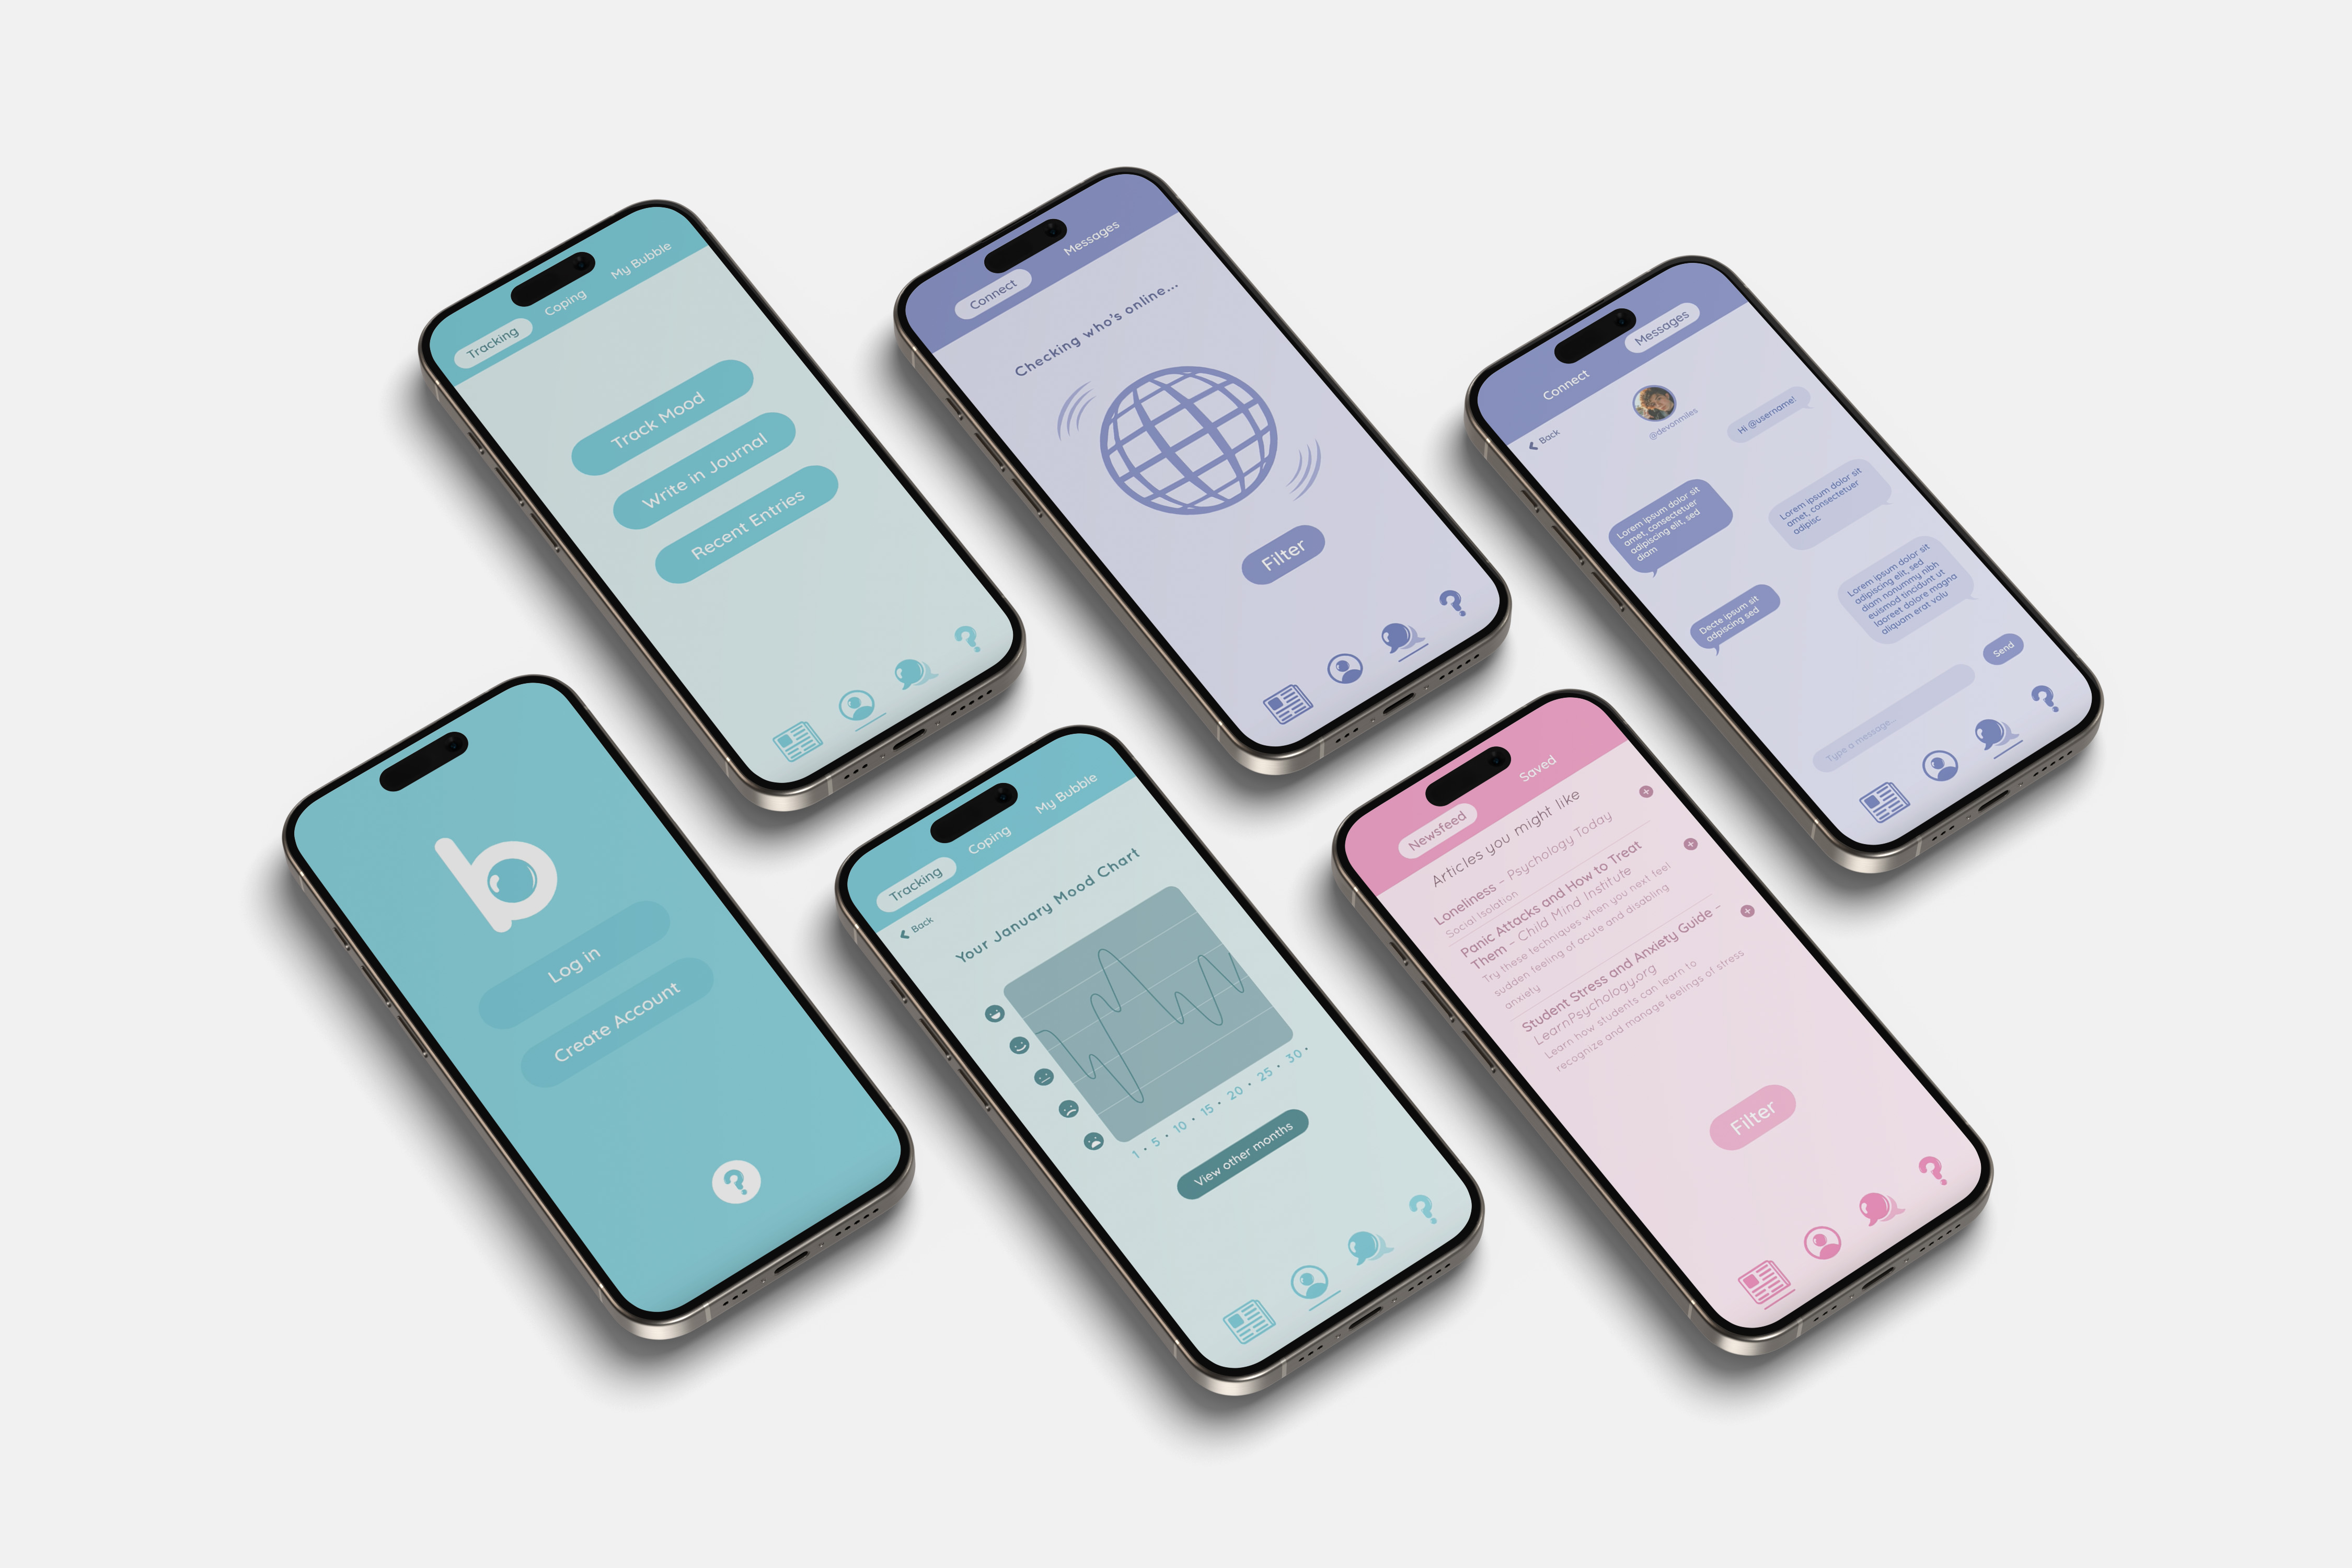 Tracking
Coping
My Bubble
Track Mood
Write in Journal
Recent Entries
Connect
Messages
Checking who's online...
Filter
Connect
Messages
Back
@devonmiles
Hi @username!
Lorem ipsum dolor sit
amet, consectetuer
adipiscing elit, sed
diam
Lorem ipsum dolor sit
amet, consectetuer
adipisc
Lorem ipsum dolor sit
adipiscing elit, sed
diam nonummy nibh
euismod tincidunt ut
laoreet dolore magna
aliquam erat volu
Decte ipsum sit
adpiscing sed
Send
Type a message...
b
Log in
Create Account
?
Tracking
Coping
My Bubble
Back
Your January Mood Chart
1 • 5 • 10 • 15 • 20 • 25 • 30 •
View other months
Newsfeed
Saved
Articles you might like
Loneliness - Psychology Today
Social Isolation
Panic Attacks and How to Treat
Them - Child Mind Institute
Try these techniques when you next feel
sudden feeling of acute and disabling
anxiety
Student Stress and Anxiety Guide -
LearnPsychology.org
Learn how students can learn to
recognize and manage feelings of stress
Filter